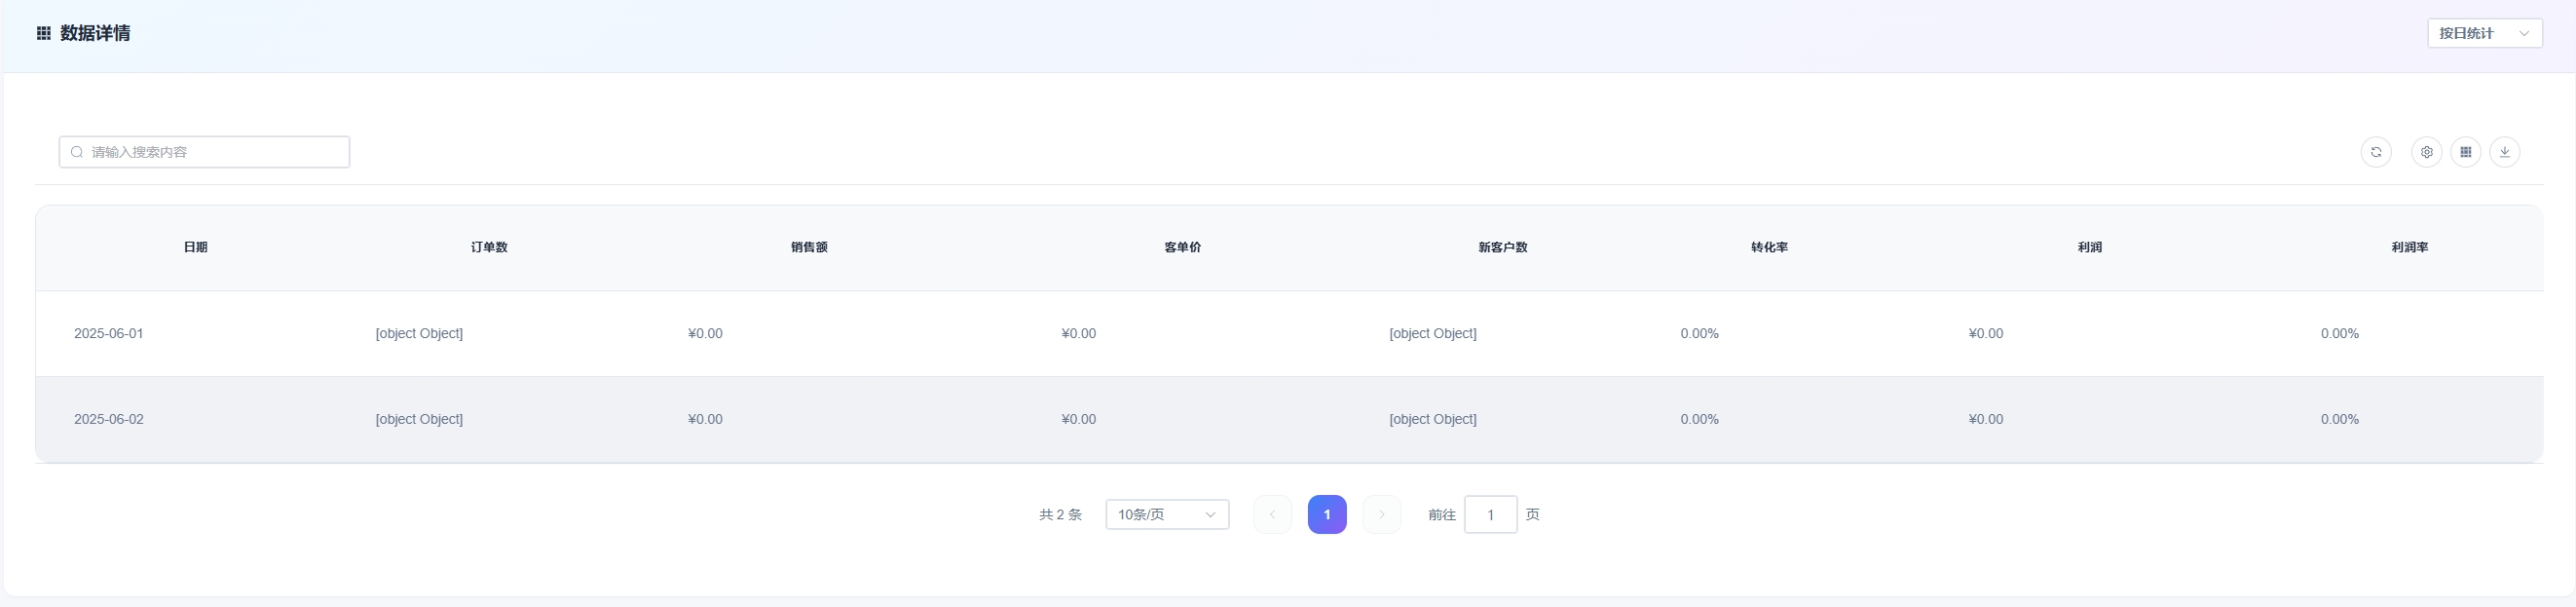 数据详情
按日统计
请输入搜索内容
日期 订单数 销售额 客单价 新客户数 转化率 利润 利润率
2025-06-01 [object Object] ¥0.00 ¥0.00 [object Object] 0.00% ¥0.00 0.00%
2025-06-02 [object Object] ¥0.00 ¥0.00 [object Object] 0.00% ¥0.00 0.00%
共 2 条 10条/页 1 前往 1 页